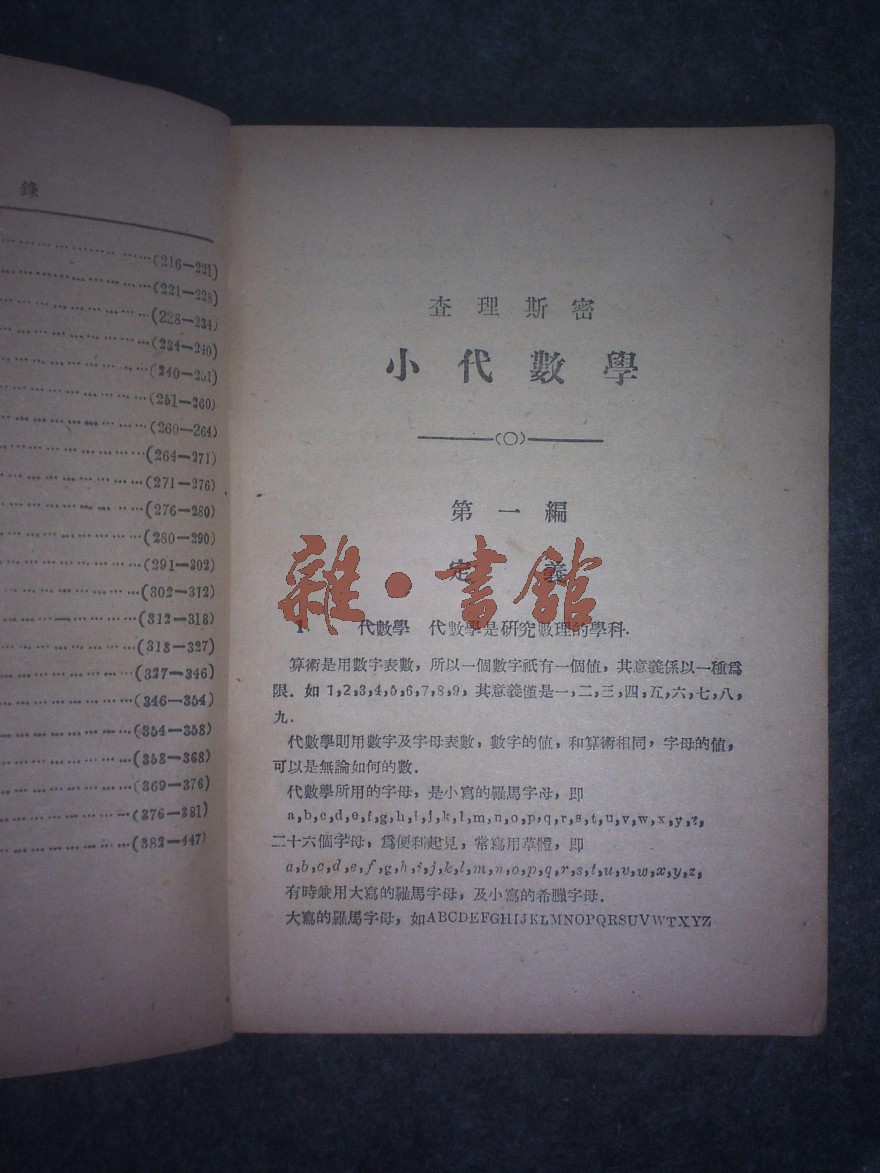 錄
(216—221)
(221—228)
(228—234)
(234—240)
(240—251)
(251—260)
(260—264)
(264—271)
(271—276)
(276—280)
(280—290)
(291—302)
(302—312)
(312—318)
(318—327)
(327—346)
(346—354)
(354—358)
(358—368)
(369—376)
(376—381)
(382—447)
查理斯密
小代數學
第一編
定義
雜·書館
1. 代數學 代數學是研究數理的學科.
算術是用數字表數，所以一個數字祇有一個值，其意義係以一種爲
限．如 1,2,3,4,5,6,7,8,9，其意義僅是一,二,三,四,五,六,七,八,
九．
代數學則用數字及字母表數，數字的值，和算術相同，字母的值，
可以是無論如何的數．
代數學所用的字母，是小寫的羅馬字母，卽
a,b,c,d,e,f,g,h,i,j,k,l,m,n,o,p,q,r,s,t,u,v,w,x,y,z,
二十六個字母，爲便利起見，常寫用草體，卽
a,b,c,d,e,f,g,h,i,j,k,l,m,n,o,p,q,r,s,t,u,v,w,x,y,z,
有時兼用大寫的羅馬字母，及小寫的希臘字母．
大寫的羅馬字母，如ABCDEFGHIJKLMNOPQRSUVWTXYZ